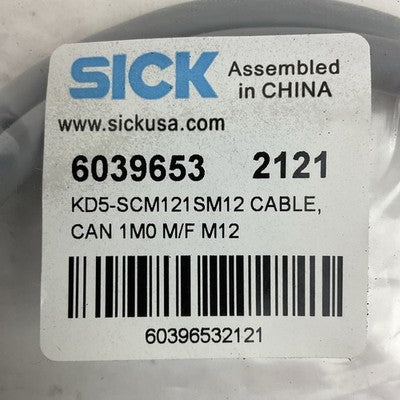 SICK Assembled in CHINA
www.sickusa.com
6039653 2121
KD5-SCM121SM12 CABLE,
CAN 1M0 M/F M12
60396532121